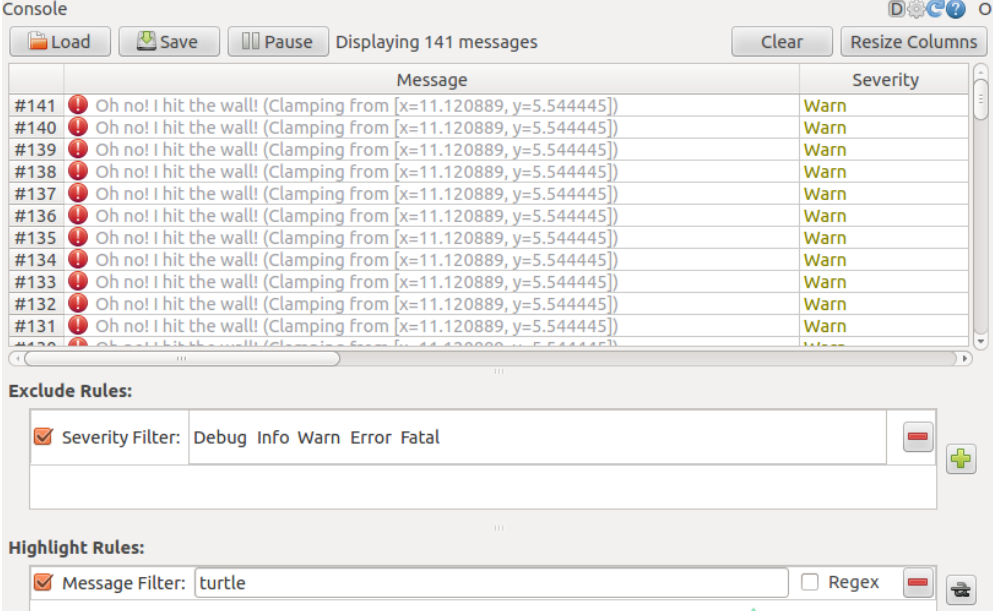 Console D O
Load Save Pause Displaying 141 messages Clear Resize Columns
Message Severity
#141 Oh no! I hit the wall! (Clamping from [x=11.120889, y=5.544445]) Warn
#140 Oh no! I hit the wall! (Clamping from [x=11.120889, y=5.544445]) Warn
#139 Oh no! I hit the wall! (Clamping from [x=11.120889, y=5.544445]) Warn
#138 Oh no! I hit the wall! (Clamping from [x=11.120889, y=5.544445]) Warn
#137 Oh no! I hit the wall! (Clamping from [x=11.120889, y=5.544445]) Warn
#136 Oh no! I hit the wall! (Clamping from [x=11.120889, y=5.544445]) Warn
#135 Oh no! I hit the wall! (Clamping from [x=11.120889, y=5.544445]) Warn
#134 Oh no! I hit the wall! (Clamping from [x=11.120889, y=5.544445]) Warn
#133 Oh no! I hit the wall! (Clamping from [x=11.120889, y=5.544445]) Warn
#132 Oh no! I hit the wall! (Clamping from [x=11.120889, y=5.544445]) Warn
#131 Oh no! I hit the wall! (Clamping from [x=11.120889, y=5.544445]) Warn
Exclude Rules:
Severity Filter: Debug Info Warn Error Fatal
Highlight Rules:
Message Filter: turtle Regex